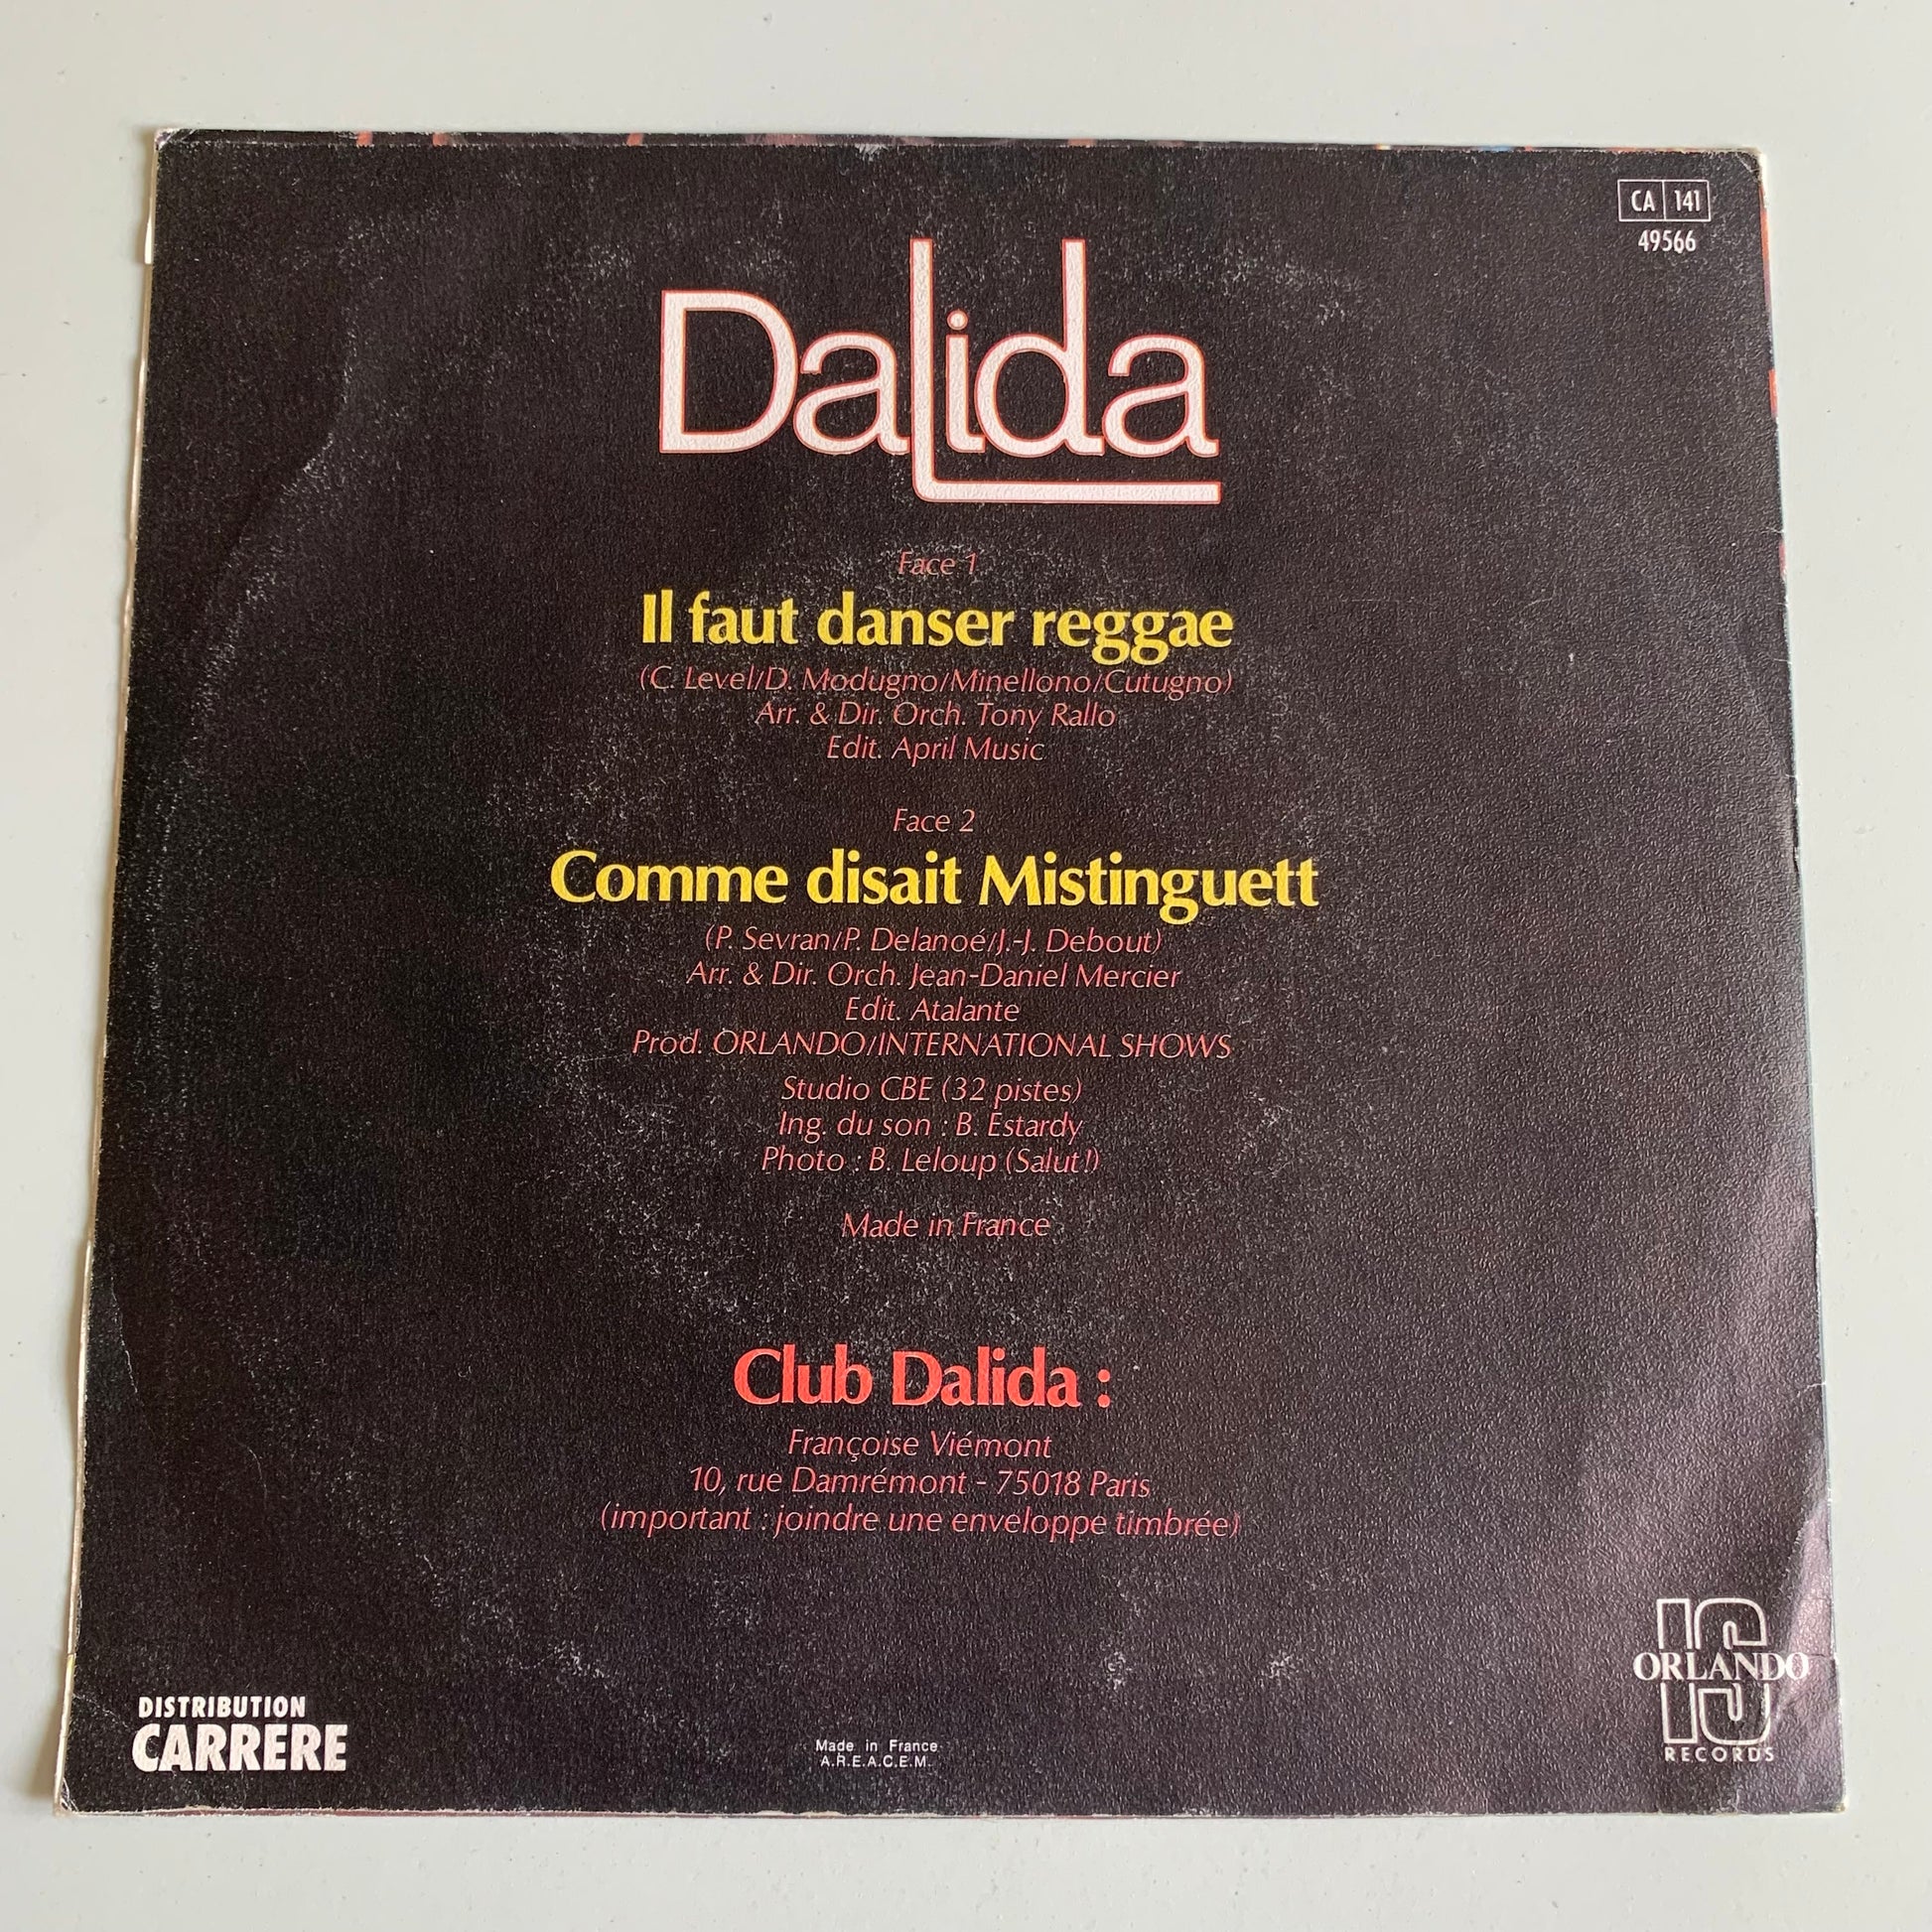 CA 141
49566
Dalida
Face 1
Il faut danser reggae
(C. Level/D. Modugno/Minellono/Cutugno)
Arr. & Dir. Orch. Tony Rallo
Edit. April Music
Face 2
Comme disait Mistinguett
(P. Sevran/P. Delanoé/J.-J. Debout)
Arr. & Dir. Orch. Jean-Daniel Mercier
Edit. Atalante
Prod. ORLANDO/INTERNATIONAL SHOWS
Studio CBE (32 pistes)
Ing. du son : B. Estardy
Photo : B. Leloup (Salut!)
Made in France
Club Dalida :
Françoise Viémont
10, rue Damrémont - 75018 Paris
(important : joindre une enveloppe timbrée)
DISTRIBUTION
CARRERE
Made in France
A.R.E.A.C.E.M.
IS
ORLANDO
RECORDS